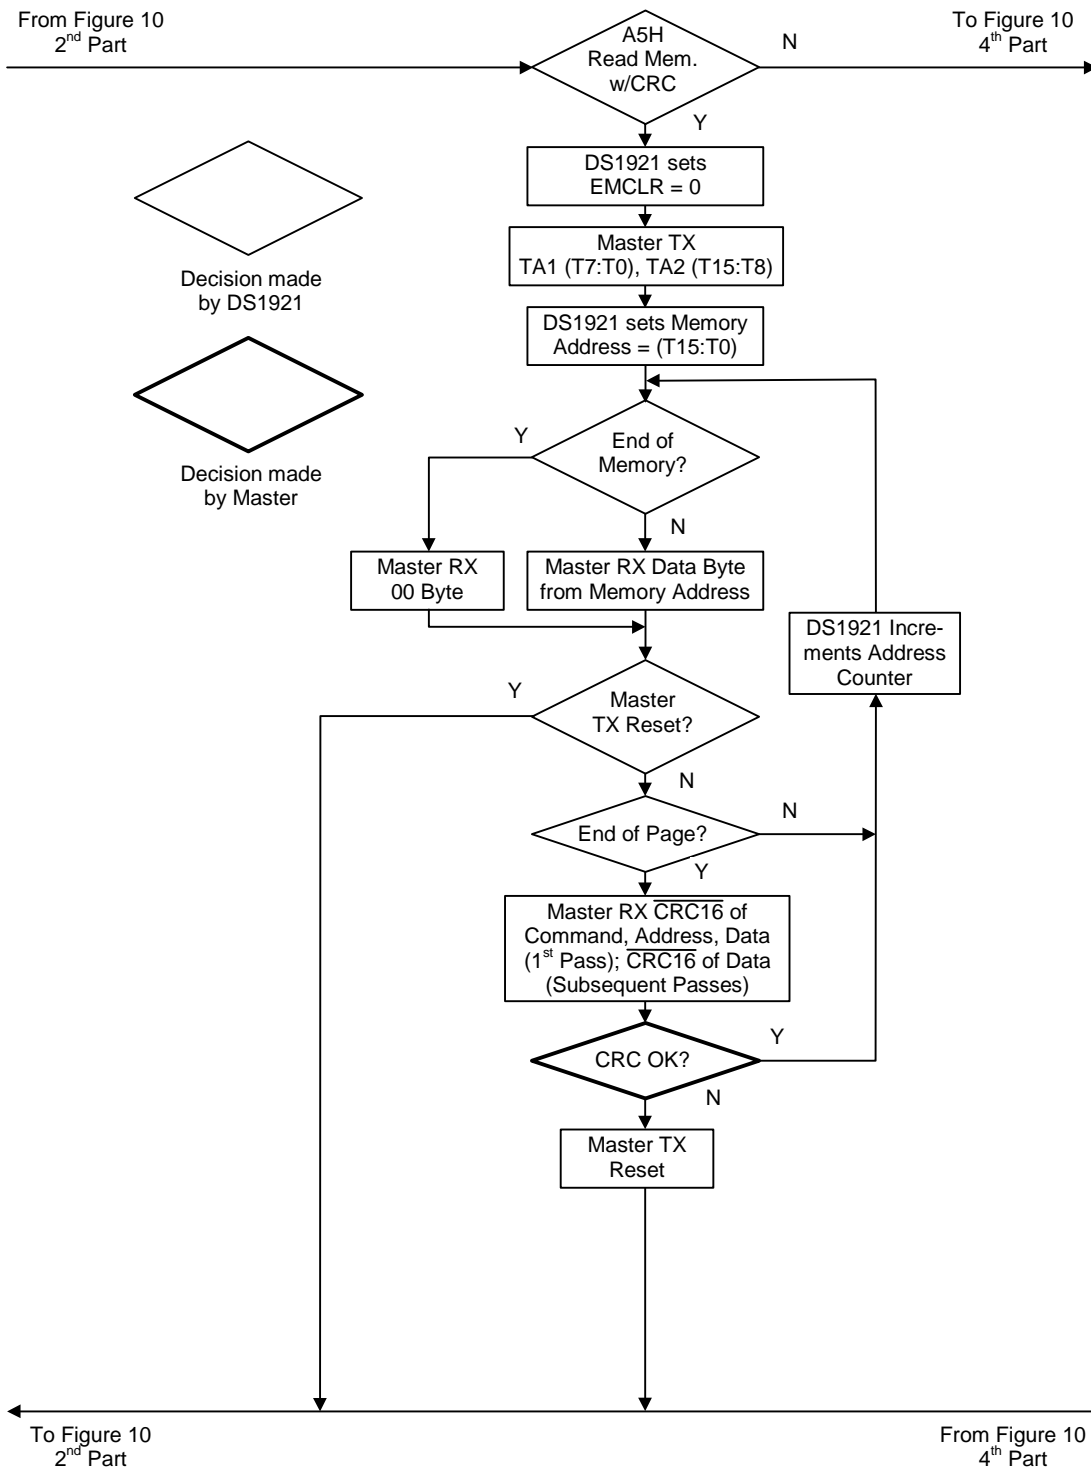 From Figure 10
2nd Part
A5H
Read Mem.
w/CRC
N
To Figure 10
4th Part
Y
DS1921 sets
EMCLR = 0
Master TX
TA1 (T7:T0), TA2 (T15:T8)
Decision made
by DS1921
DS1921 sets Memory
Address = (T15:T0)
Decision made
by Master
Y
End of
Memory?
N
Master RX
00 Byte
Master RX Data Byte
from Memory Address
DS1921 Incre-
ments Address
Counter
Y
Master
TX Reset?
N
End of Page?
N
Y
Master RX CRC16 of
Command, Address, Data
(1st Pass); CRC16 of Data
(Subsequent Passes)
CRC OK?
Y
N
Master TX
Reset
To Figure 10
2nd Part
From Figure 10
4th Part